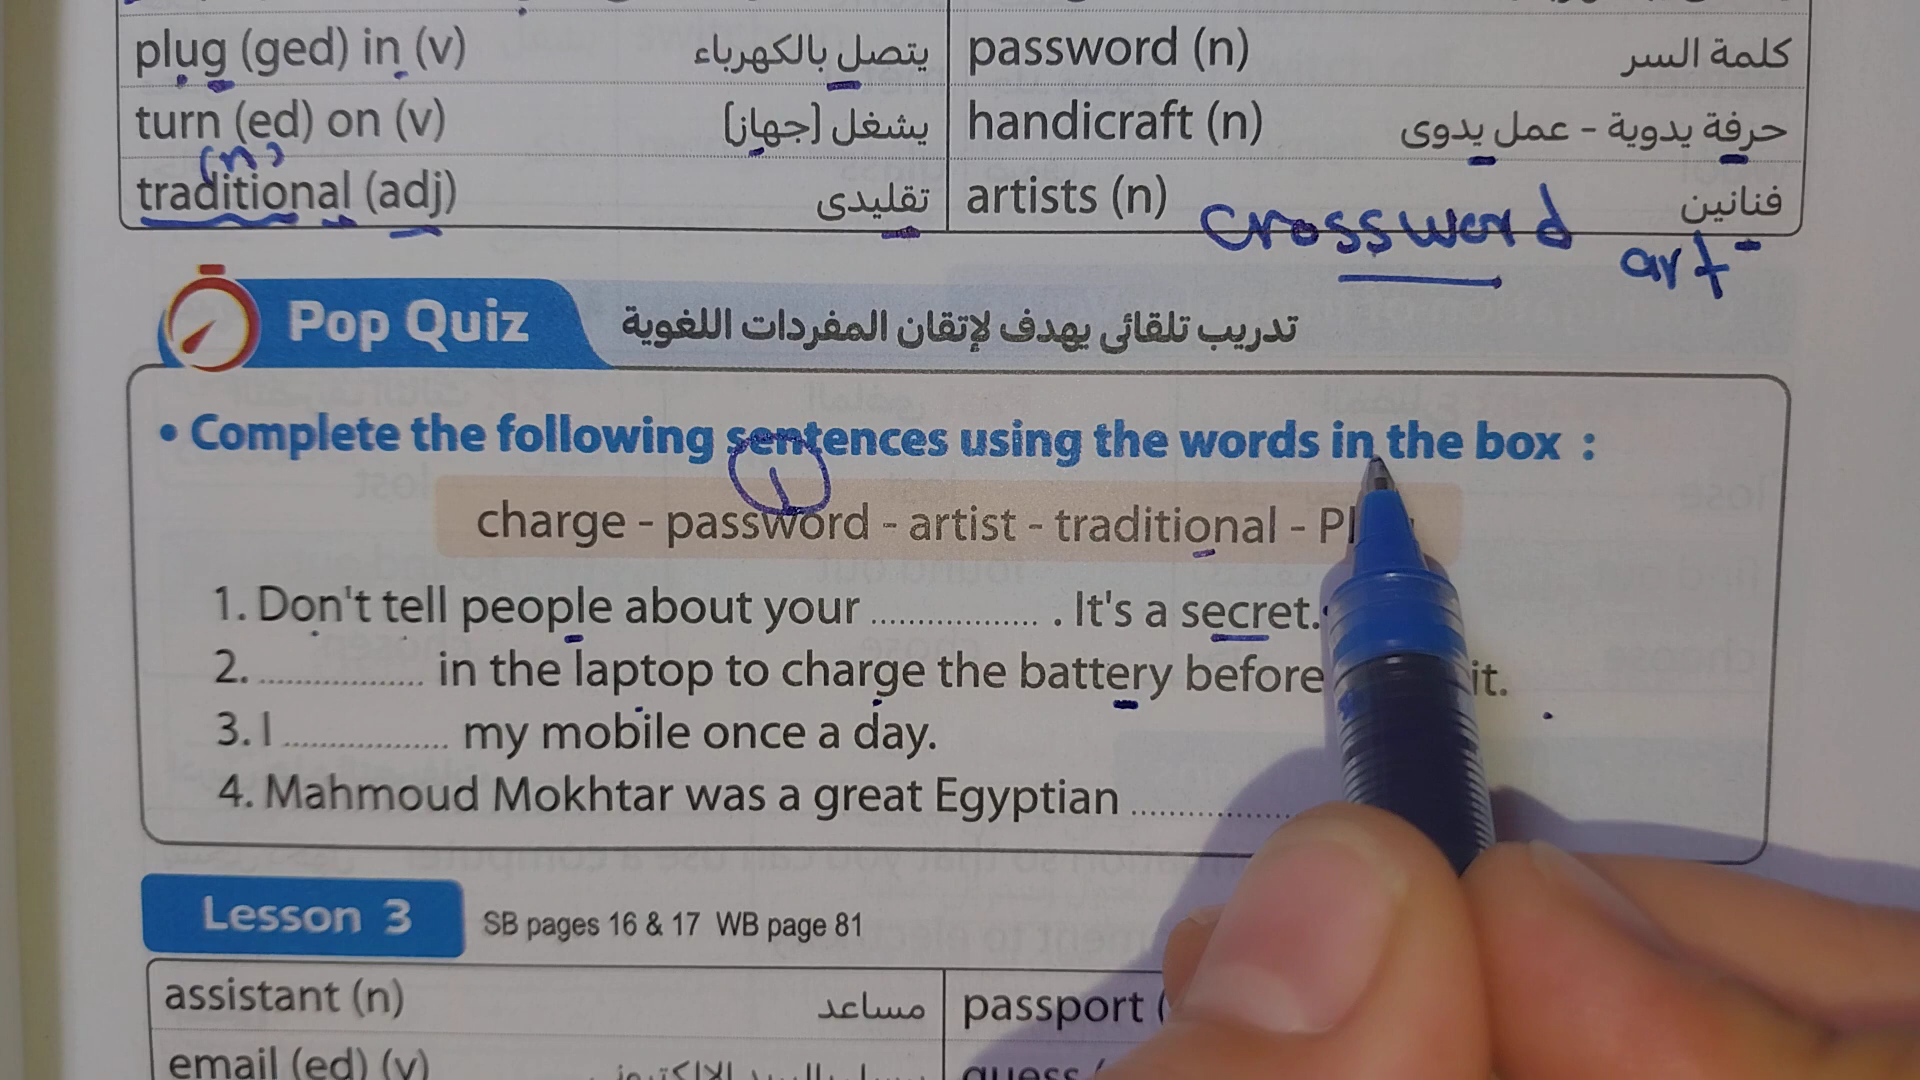 plug (ged) in (v) يتصل بالكهرباء password (n) كلمة السر
turn (ed) on (v) يشغل (جهاز) handicraft (n) حرفة يدوية - عمل يدوى
(n)
traditional (adj) تقليدى artists (n) فنانين
crossword art
Pop Quiz تدريب تلقائى يهدف لإتقان المفردات اللغوية
• Complete the following sentences using the words in the box :
1
charge - password - artist - traditional -
1. Don't tell people about your ................. . It's a secret.
2. ................. in the laptop to charge the battery before it.
3. I ................. my mobile once a day.
4. Mahmoud Mokhtar was a great Egyptian .................
Lesson 3 SB pages 16 & 17 WB page 81
assistant (n) مساعد passport (
email (ed) (v) guess (